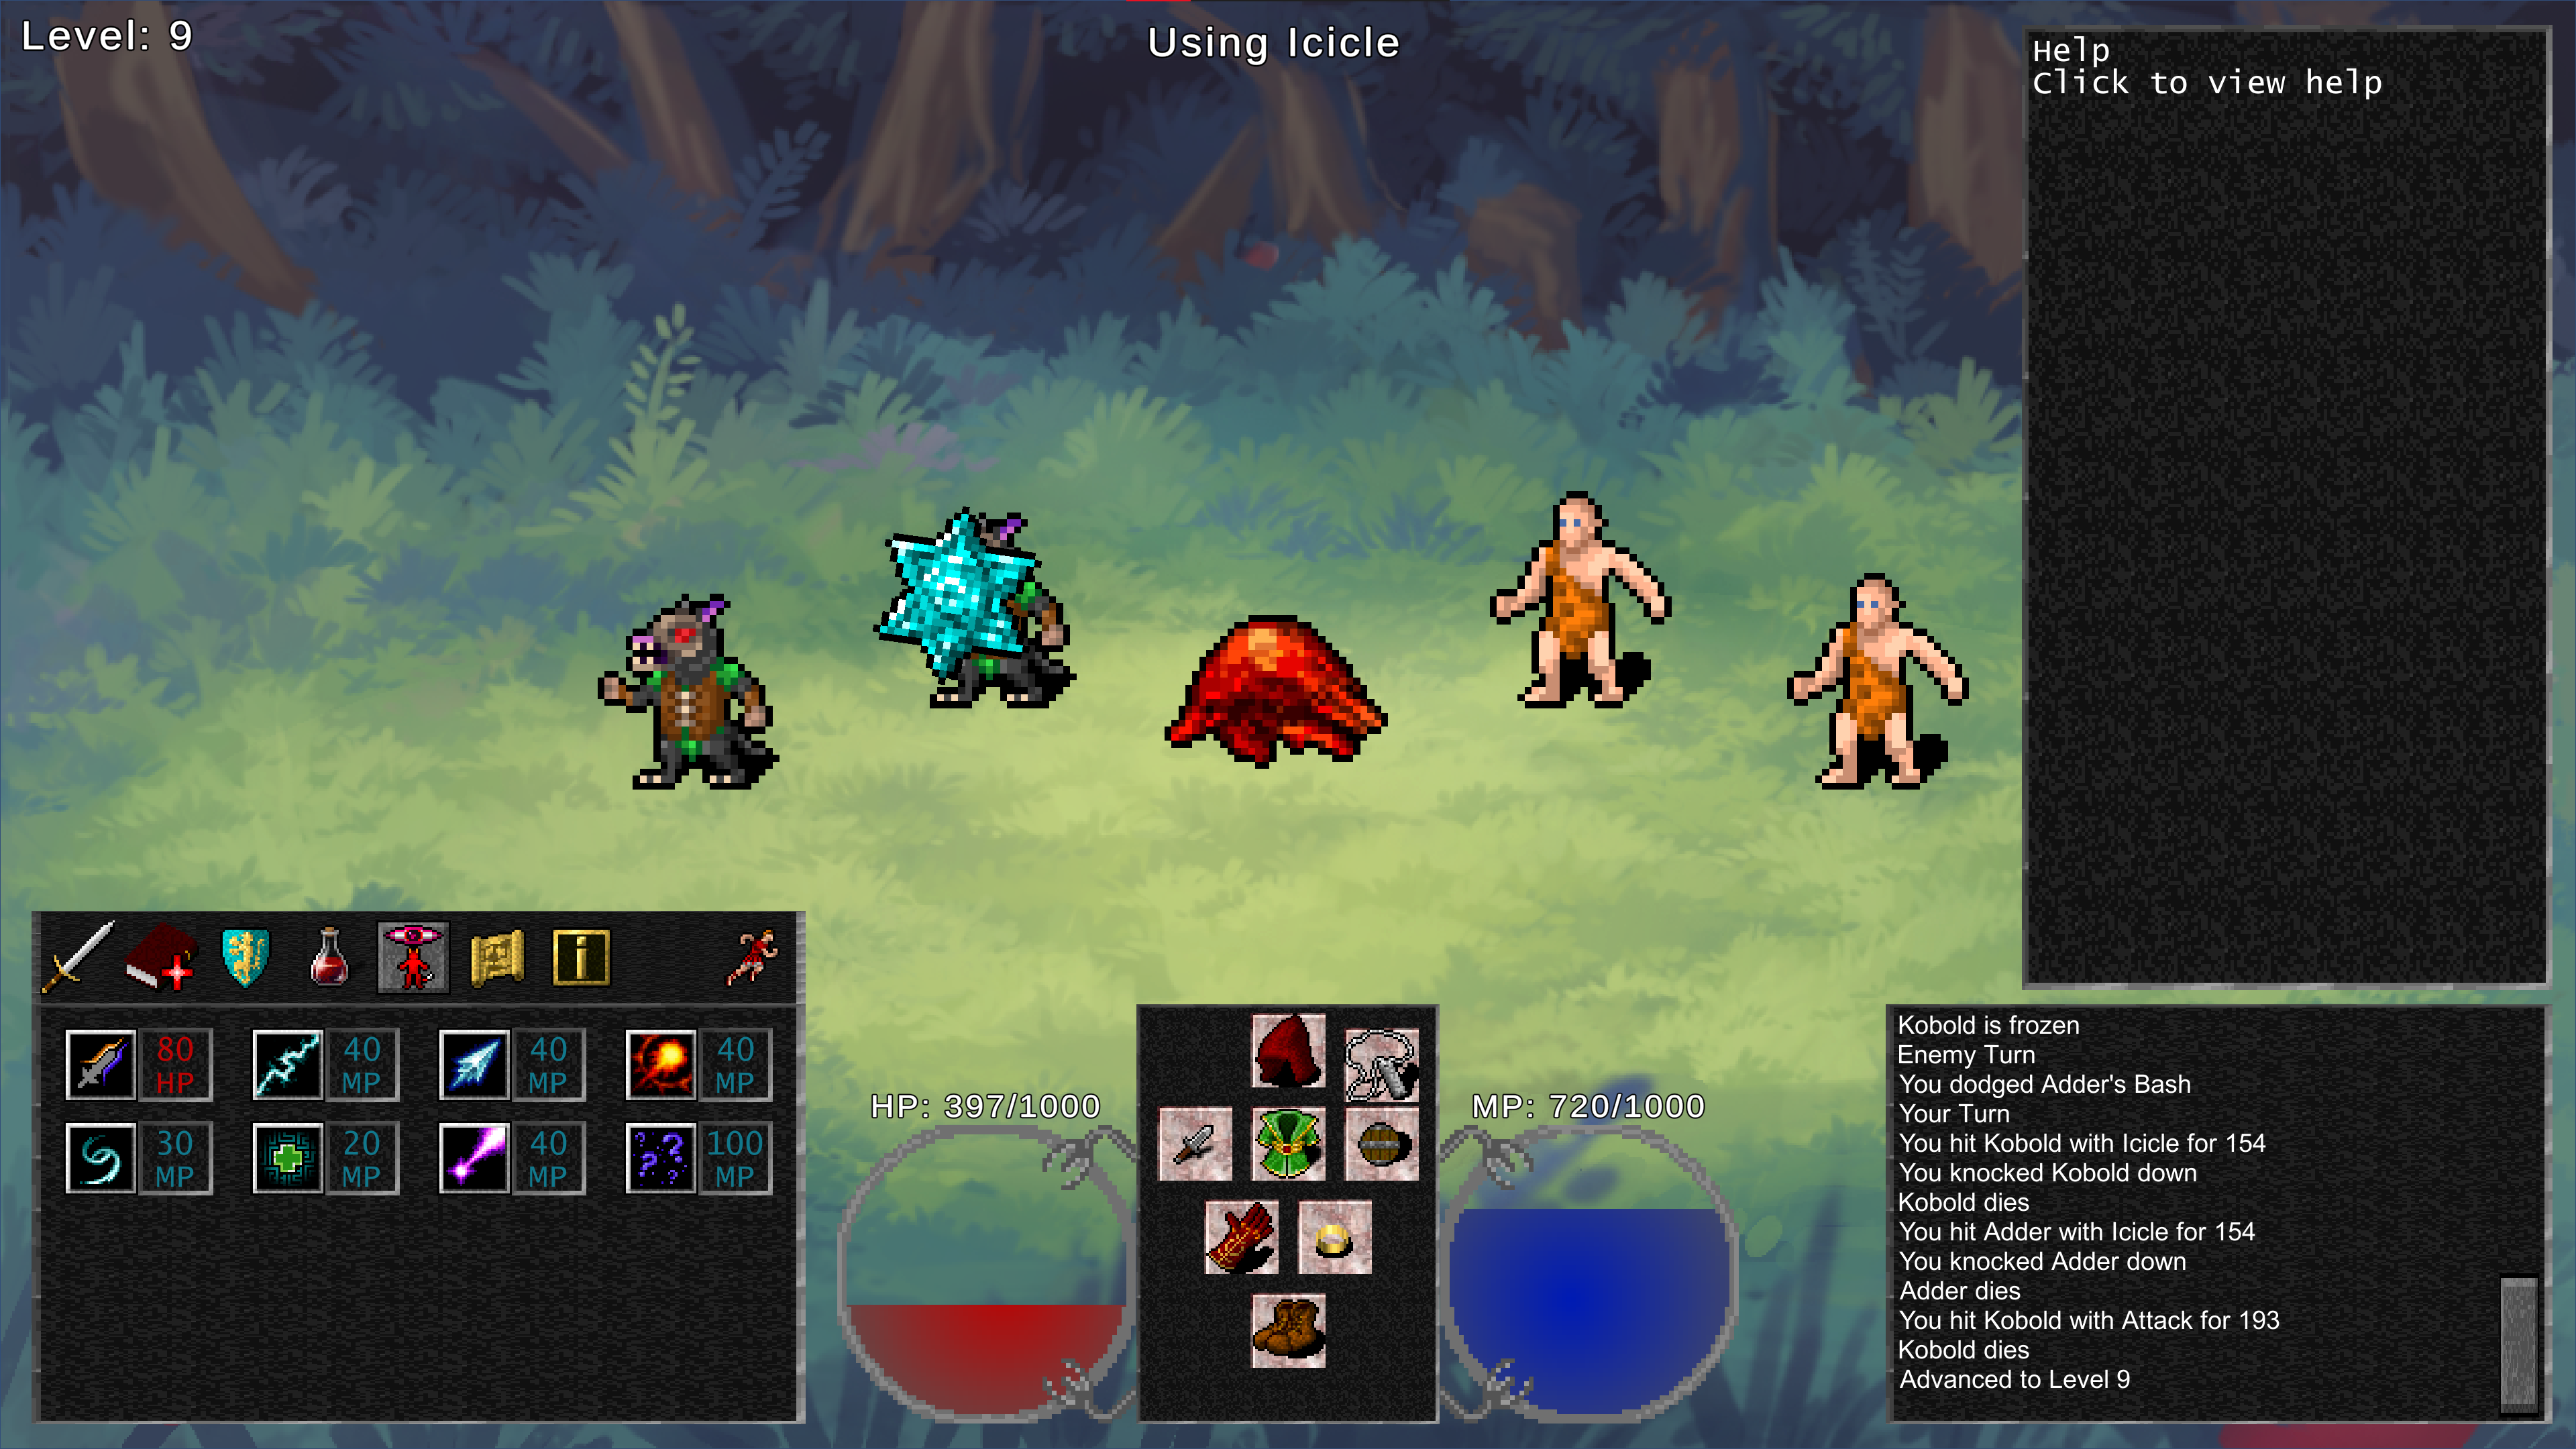 Level: 9
Using Icicle
Help
Click to view help
80
HP
40
MP
40
MP
40
MP
30
MP
20
MP
40
MP
100
MP
HP: 397/1000
MP: 720/1000
Kobold is frozen
Enemy Turn
You dodged Adder's Bash
Your Turn
You hit Kobold with Icicle for 154
You knocked Kobold down
Kobold dies
You hit Adder with Icicle for 154
You knocked Adder down
Adder dies
You hit Kobold with Attack for 193
Kobold dies
Advanced to Level 9